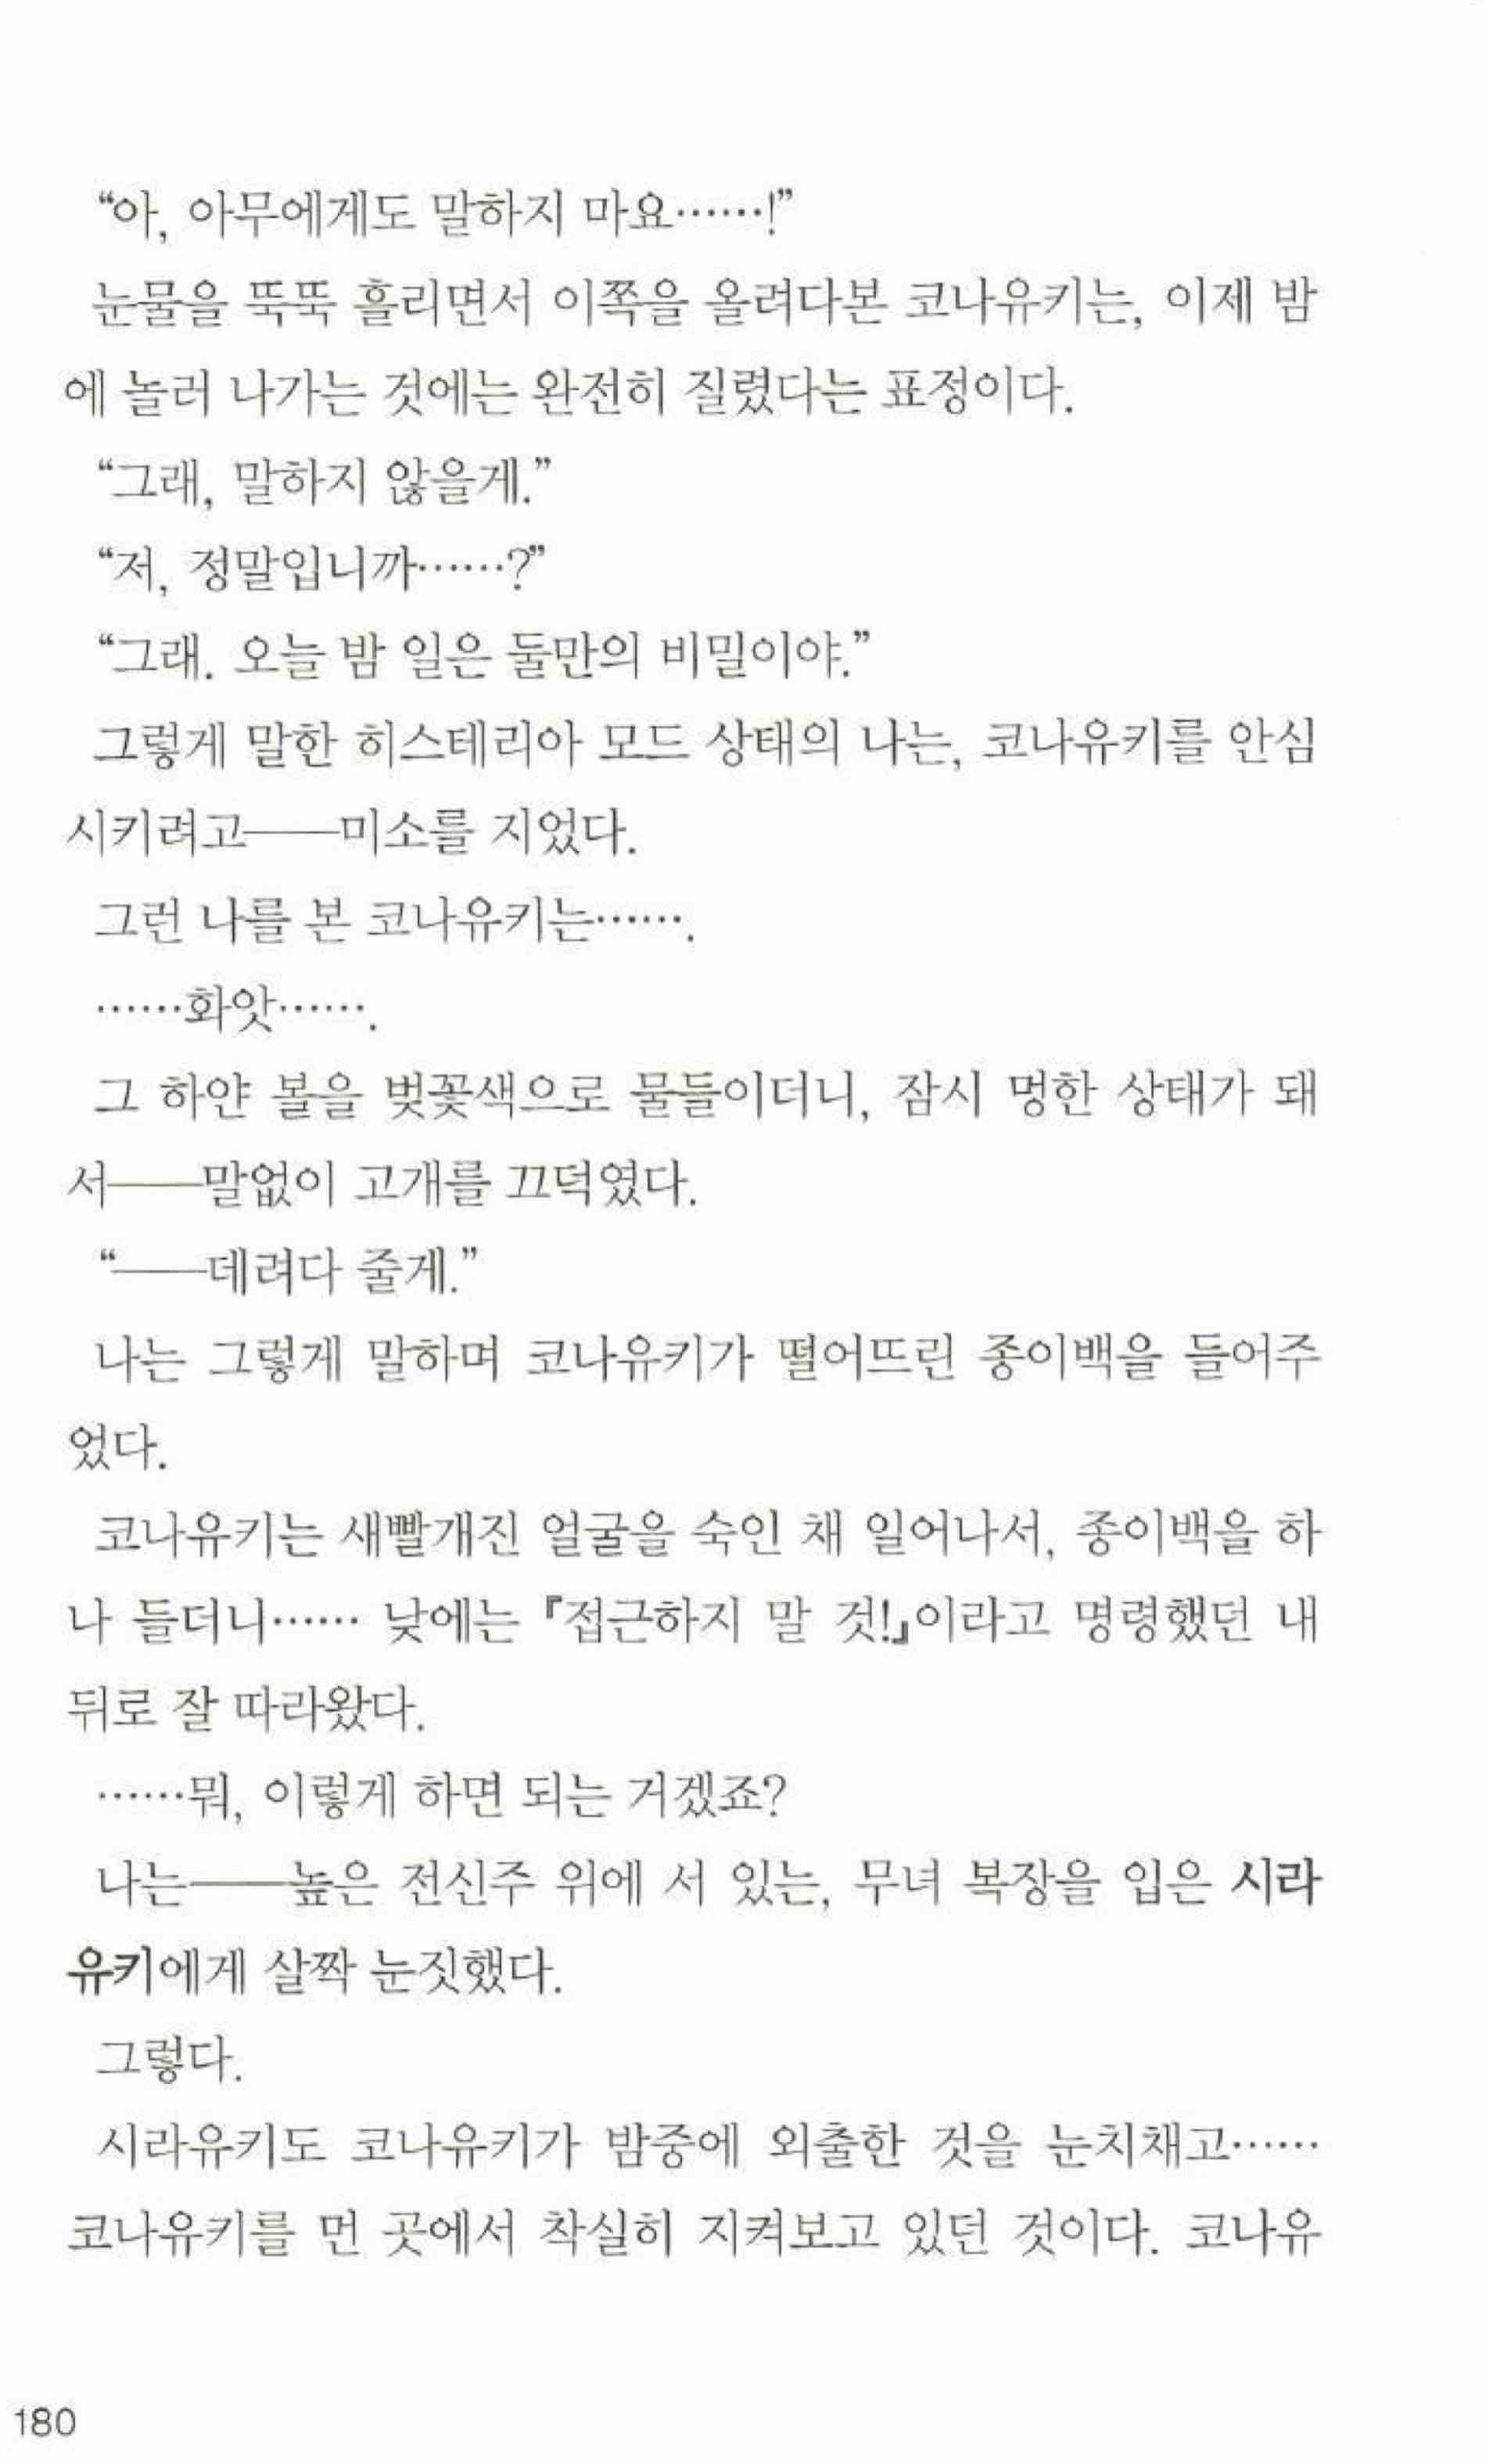 “아, 아무에게도 말하지 마요……!”
눈물을 뚝뚝 흘리면서 이쪽을 올려다본 코나유키는, 이제 밤
에 놀러 나가는 것에는 완전히 질렸다는 표정이다.
“그래, 말하지 않을게.”
“저, 정말입니까……?”
“그래. 오늘 밤 일은 둘만의 비밀이야.”
그렇게 말한 히스테리아 모드 상태의 나는, 코나유키를 안심
시키려고──미소를 지었다.
그런 나를 본 코나유키는…….
……화앗…….
그 하얀 볼을 벚꽃색으로 물들이더니, 잠시 멍한 상태가 돼
서──말없이 고개를 끄덕였다.
“──데려다 줄게.”
나는 그렇게 말하며 코나유키가 떨어뜨린 종이백을 들어주
었다.
코나유키는 새빨개진 얼굴을 숙인 채 일어나서, 종이백을 하
나 들더니…… 낮에는 『접근하지 말 것!』이라고 명령했던 내
뒤로 잘 따라왔다.
……뭐, 이렇게 하면 되는 거겠죠?
나는──높은 전신주 위에 서 있는, 무녀 복장을 입은 시라
유키에게 살짝 눈짓했다.
그렇다.
시라유키도 코나유키가 밤중에 외출한 것을 눈치채고……
코나유키를 먼 곳에서 착실히 지켜보고 있던 것이다. 코나유
180